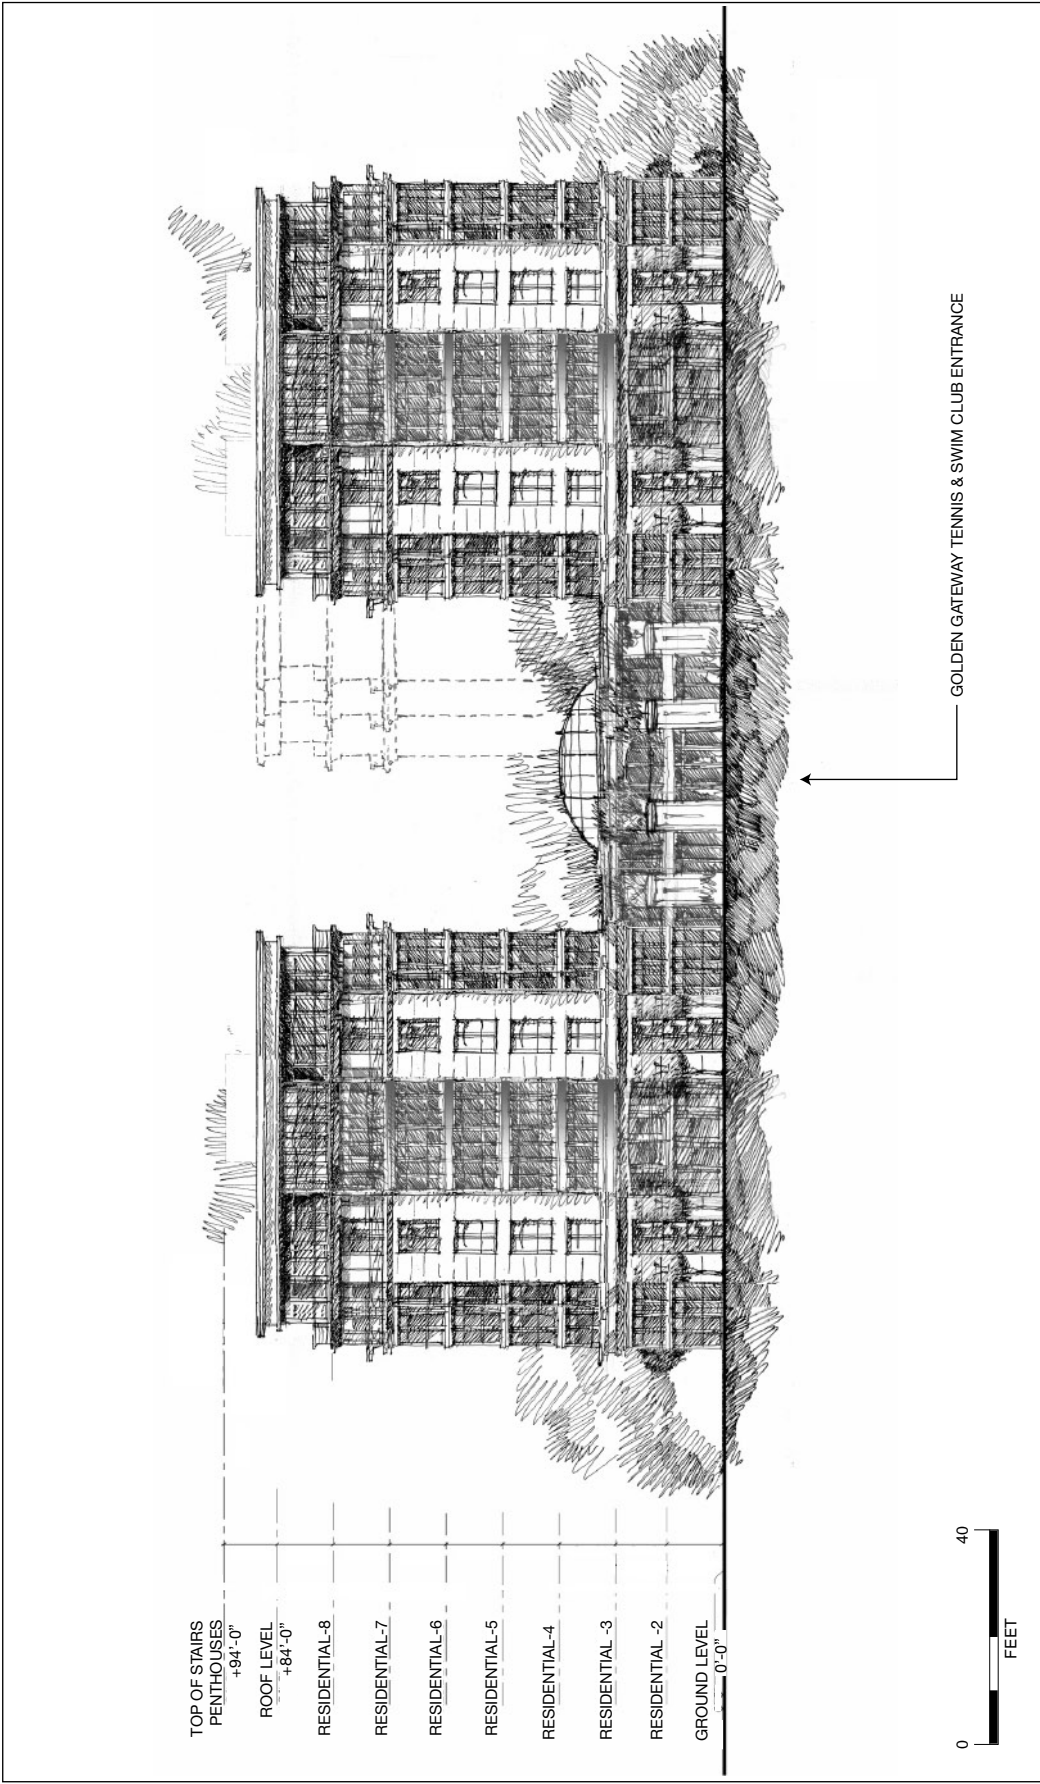 TOP OF STAIRS
PENTHOUSES
+94'-0"
ROOF LEVEL
+84'-0"
RESIDENTIAL-8
RESIDENTIAL-7
RESIDENTIAL-6
RESIDENTIAL-5
RESIDENTIAL-4
RESIDENTIAL -3
RESIDENTIAL -2
GROUND LEVEL
0'-0"
GOLDEN GATEWAY TENNIS & SWIM CLUB ENTRANCE
0
40
FEET